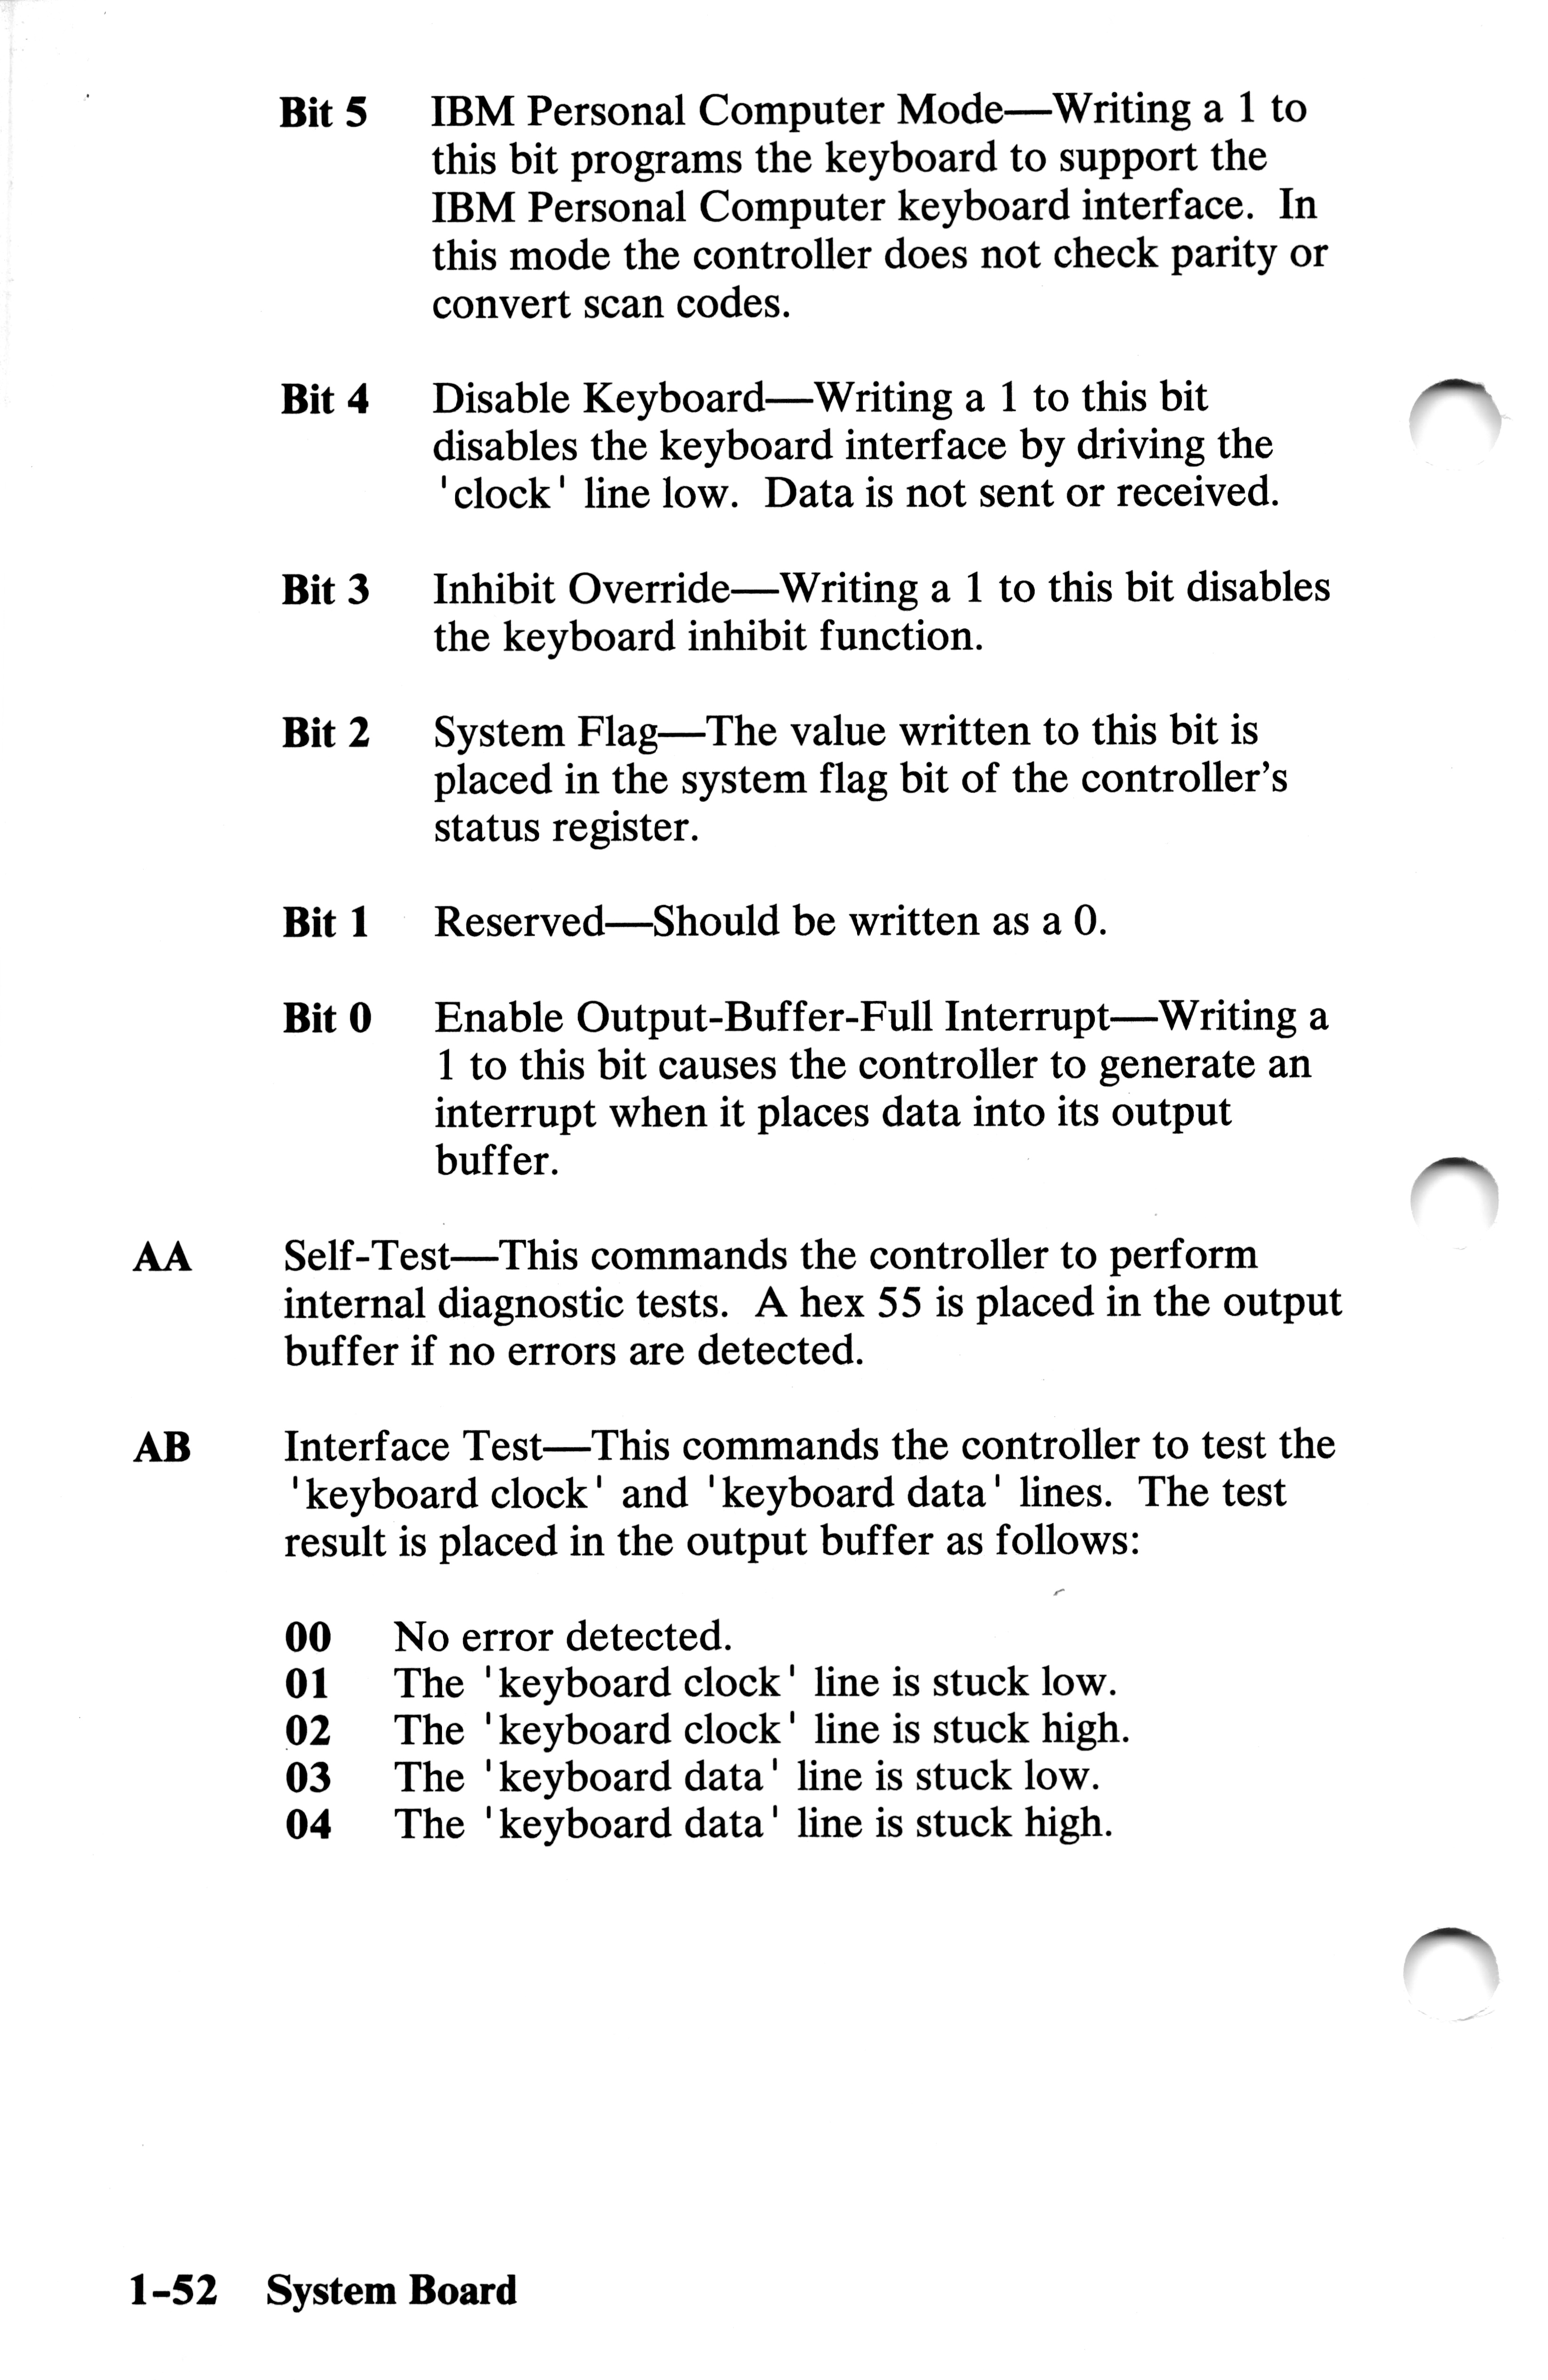 Bit 5 IBM Personal Computer Mode—Writing a 1 to
this bit programs the keyboard to support the
IBM Personal Computer keyboard interface. In
this mode the controller does not check parity or
convert scan codes.
Bit 4 Disable Keyboard—Writing a 1 to this bit
disables the keyboard interface by driving the
'clock' line low. Data is not sent or received.
Bit 3 Inhibit Override—Writing a 1 to this bit disables
the keyboard inhibit function.
Bit 2 System Flag—The value written to this bit is
placed in the system flag bit of the controller's
status register.
Bit 1 Reserved—Should be written as a 0.
Bit 0 Enable Output-Buffer-Full Interrupt—Writing a
1 to this bit causes the controller to generate an
interrupt when it places data into its output
buffer.
AA Self-Test—This commands the controller to perform
internal diagnostic tests. A hex 55 is placed in the output
buffer if no errors are detected.
AB Interface Test—This commands the controller to test the
'keyboard clock' and 'keyboard data' lines. The test
result is placed in the output buffer as follows:
00 No error detected.
01 The 'keyboard clock' line is stuck low.
02 The 'keyboard clock' line is stuck high.
03 The 'keyboard data' line is stuck low.
04 The 'keyboard data' line is stuck high.
1-52 System Board